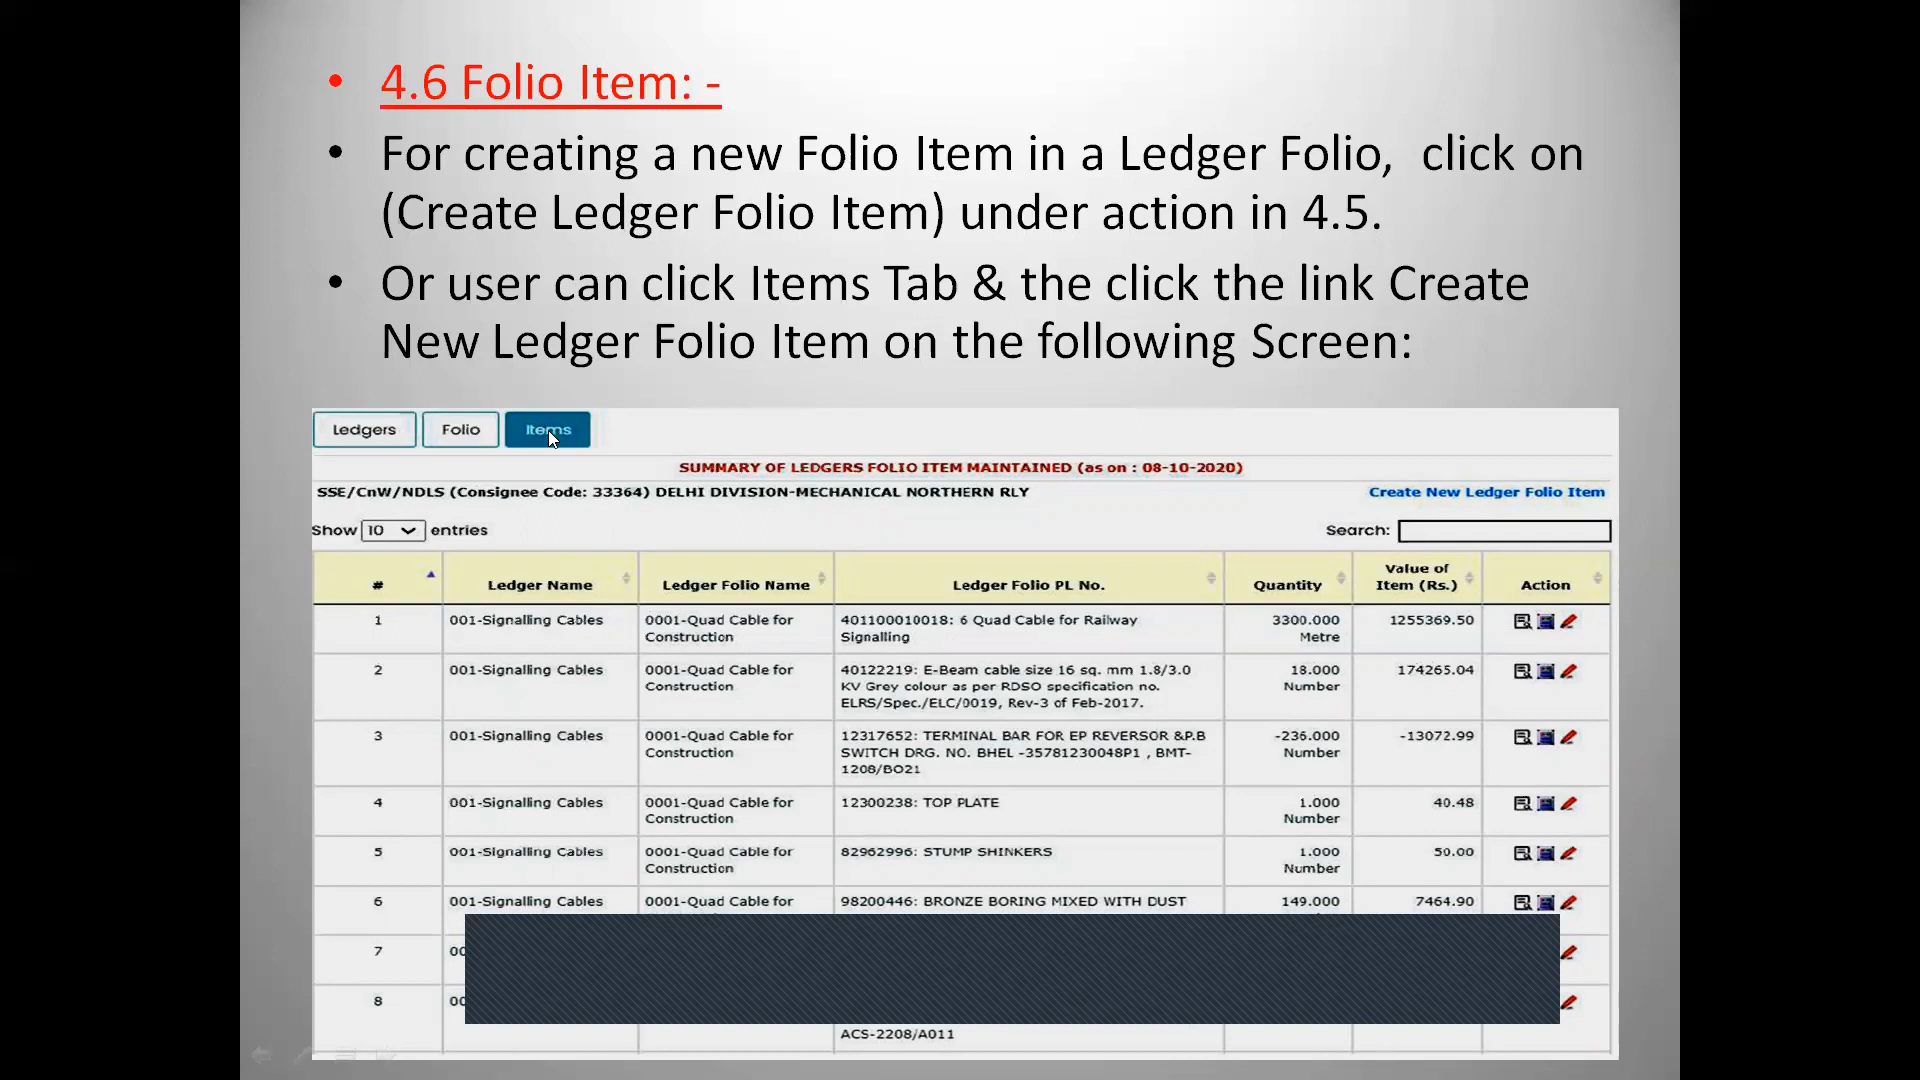 • 4.6 Folio Item: -
• For creating a new Folio Item in a Ledger Folio, click on
(Create Ledger Folio Item) under action in 4.5.
• Or user can click Items Tab & the click the link Create
New Ledger Folio Item on the following Screen:
Ledgers Folio Items
SUMMARY OF LEDGERS FOLIO ITEM MAINTAINED (as on : 08-10-2020)
SSE/CnW/NDLS (Consignee Code: 33364) DELHI DIVISION-MECHANICAL NORTHERN RLY Create New Ledger Folio Item
Show 10 entries Search:
# Ledger Name Ledger Folio Name Ledger Folio PL No. Quantity Value of Item (Rs.) Action
1 001-Signalling Cables 0001-Quad Cable for 401100010018: 6 Quad Cable for Railway 3300.000 1255369.50
Construction Signalling Metre
2 001-Signalling Cables 0001-Quad Cable for 40122219: E-Beam cable size 16 sq. mm 1.8/3.0 18.000 174265.04
Construction KV Grey colour as per RDSO specification no. Number
ELRS/Spec./ELC/0019, Rev-3 of Feb-2017.
3 001-Signalling Cables 0001-Quad Cable for 12317652: TERMINAL BAR FOR EP REVERSOR &P.B -236.000 -13072.99
Construction SWITCH DRG. NO. BHEL -35781230048P1 , BMT- Number
1208/BO21
4 001-Signalling Cables 0001-Quad Cable for 12300238: TOP PLATE 1.000 40.48
Construction Number
5 001-Signalling Cables 0001-Quad Cable for 82962996: STUMP SHINKERS 1.000 50.00
Construction Number
6 001-Signalling Cables 0001-Quad Cable for 98200446: BRONZE BORING MIXED WITH DUST 149.000 7464.90
7 00
8 00
ACS-2208/A011